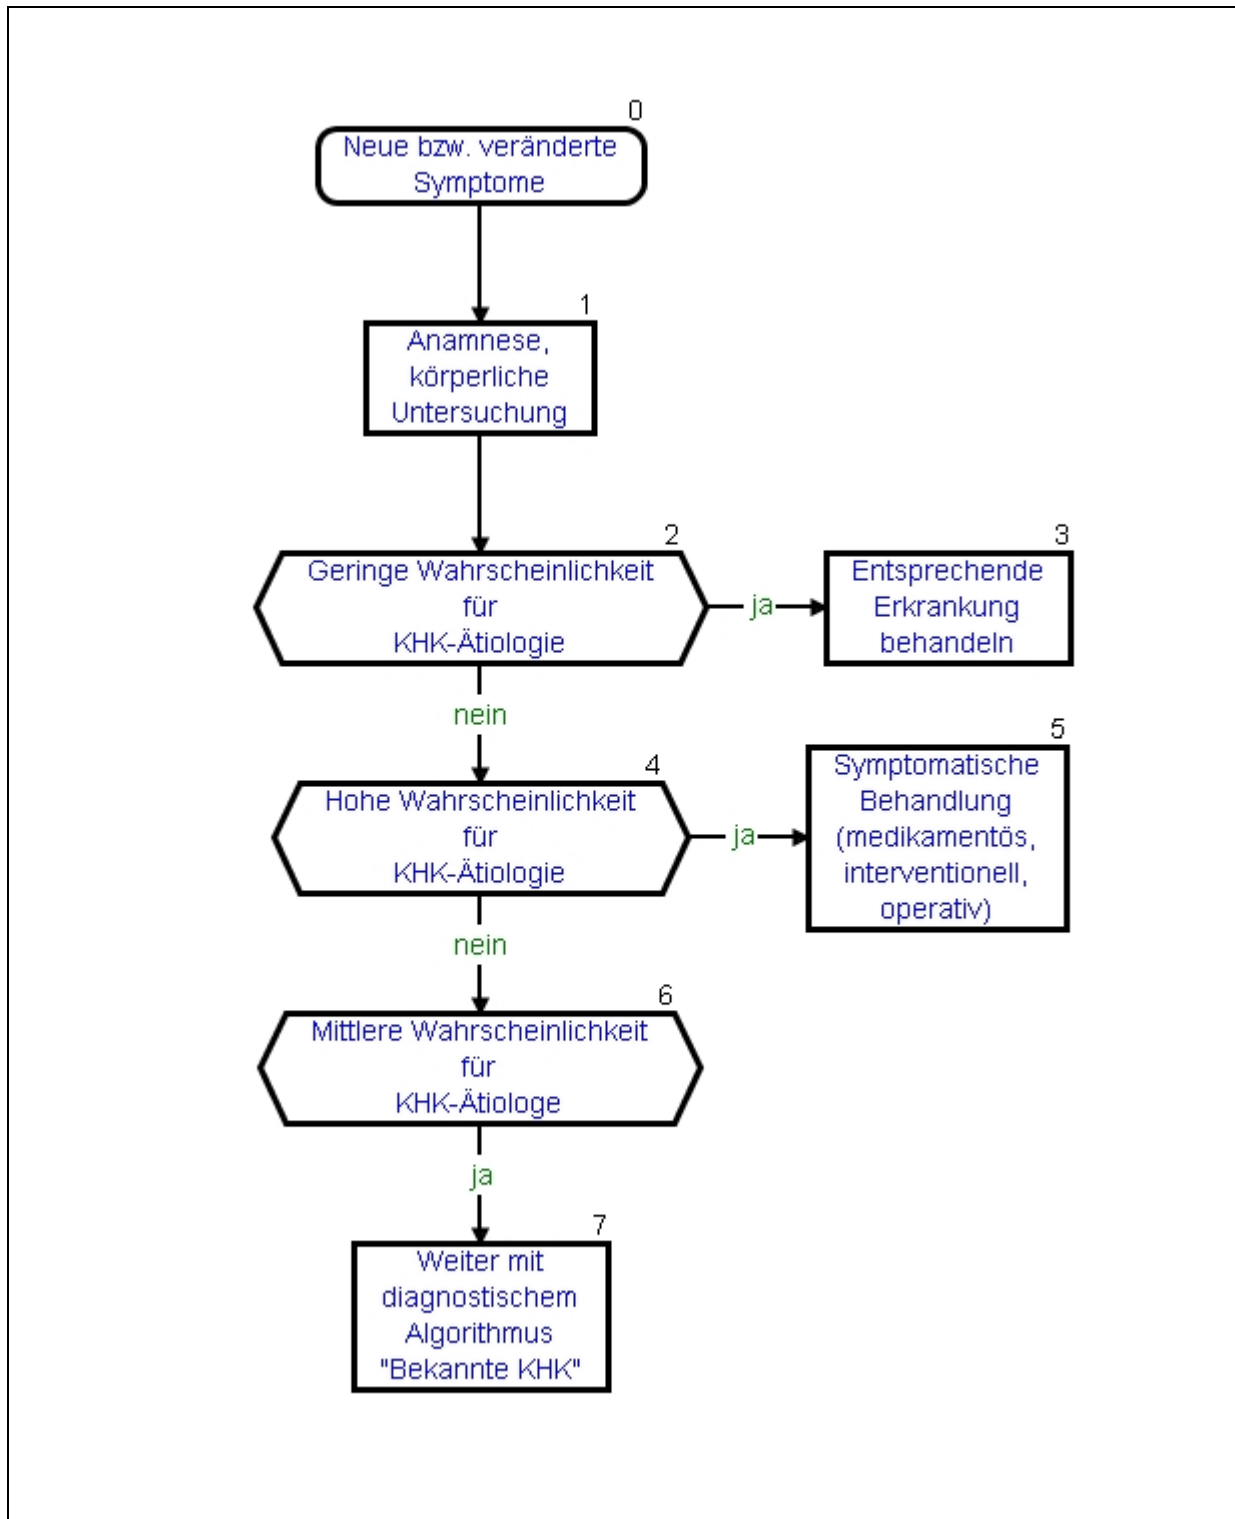 0
Neue bzw. veränderte
Symptome
1
Anamnese,
körperliche
Untersuchung
2
Geringe Wahrscheinlichkeit
für
KHK-Ätiologie
ja
3
Entsprechende
Erkrankung
behandeln
nein
4
Hohe Wahrscheinlichkeit
für
KHK-Ätiologie
ja
5
Symptomatische
Behandlung
(medikamentös,
interventionell,
operativ)
nein
6
Mittlere Wahrscheinlichkeit
für
KHK-Ätiologe
ja
7
Weiter mit
diagnostischem
Algorithmus
"Bekannte KHK"